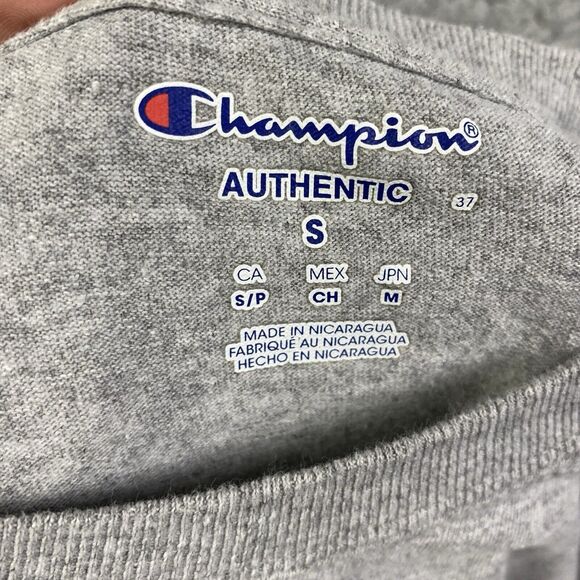 Champion®
AUTHENTIC 37
S
CA MEX JPN
S/P CH M
MADE IN NICARAGUA
FABRIQUÉ AU NICARAGUA
HECHO EN NICARAGUA